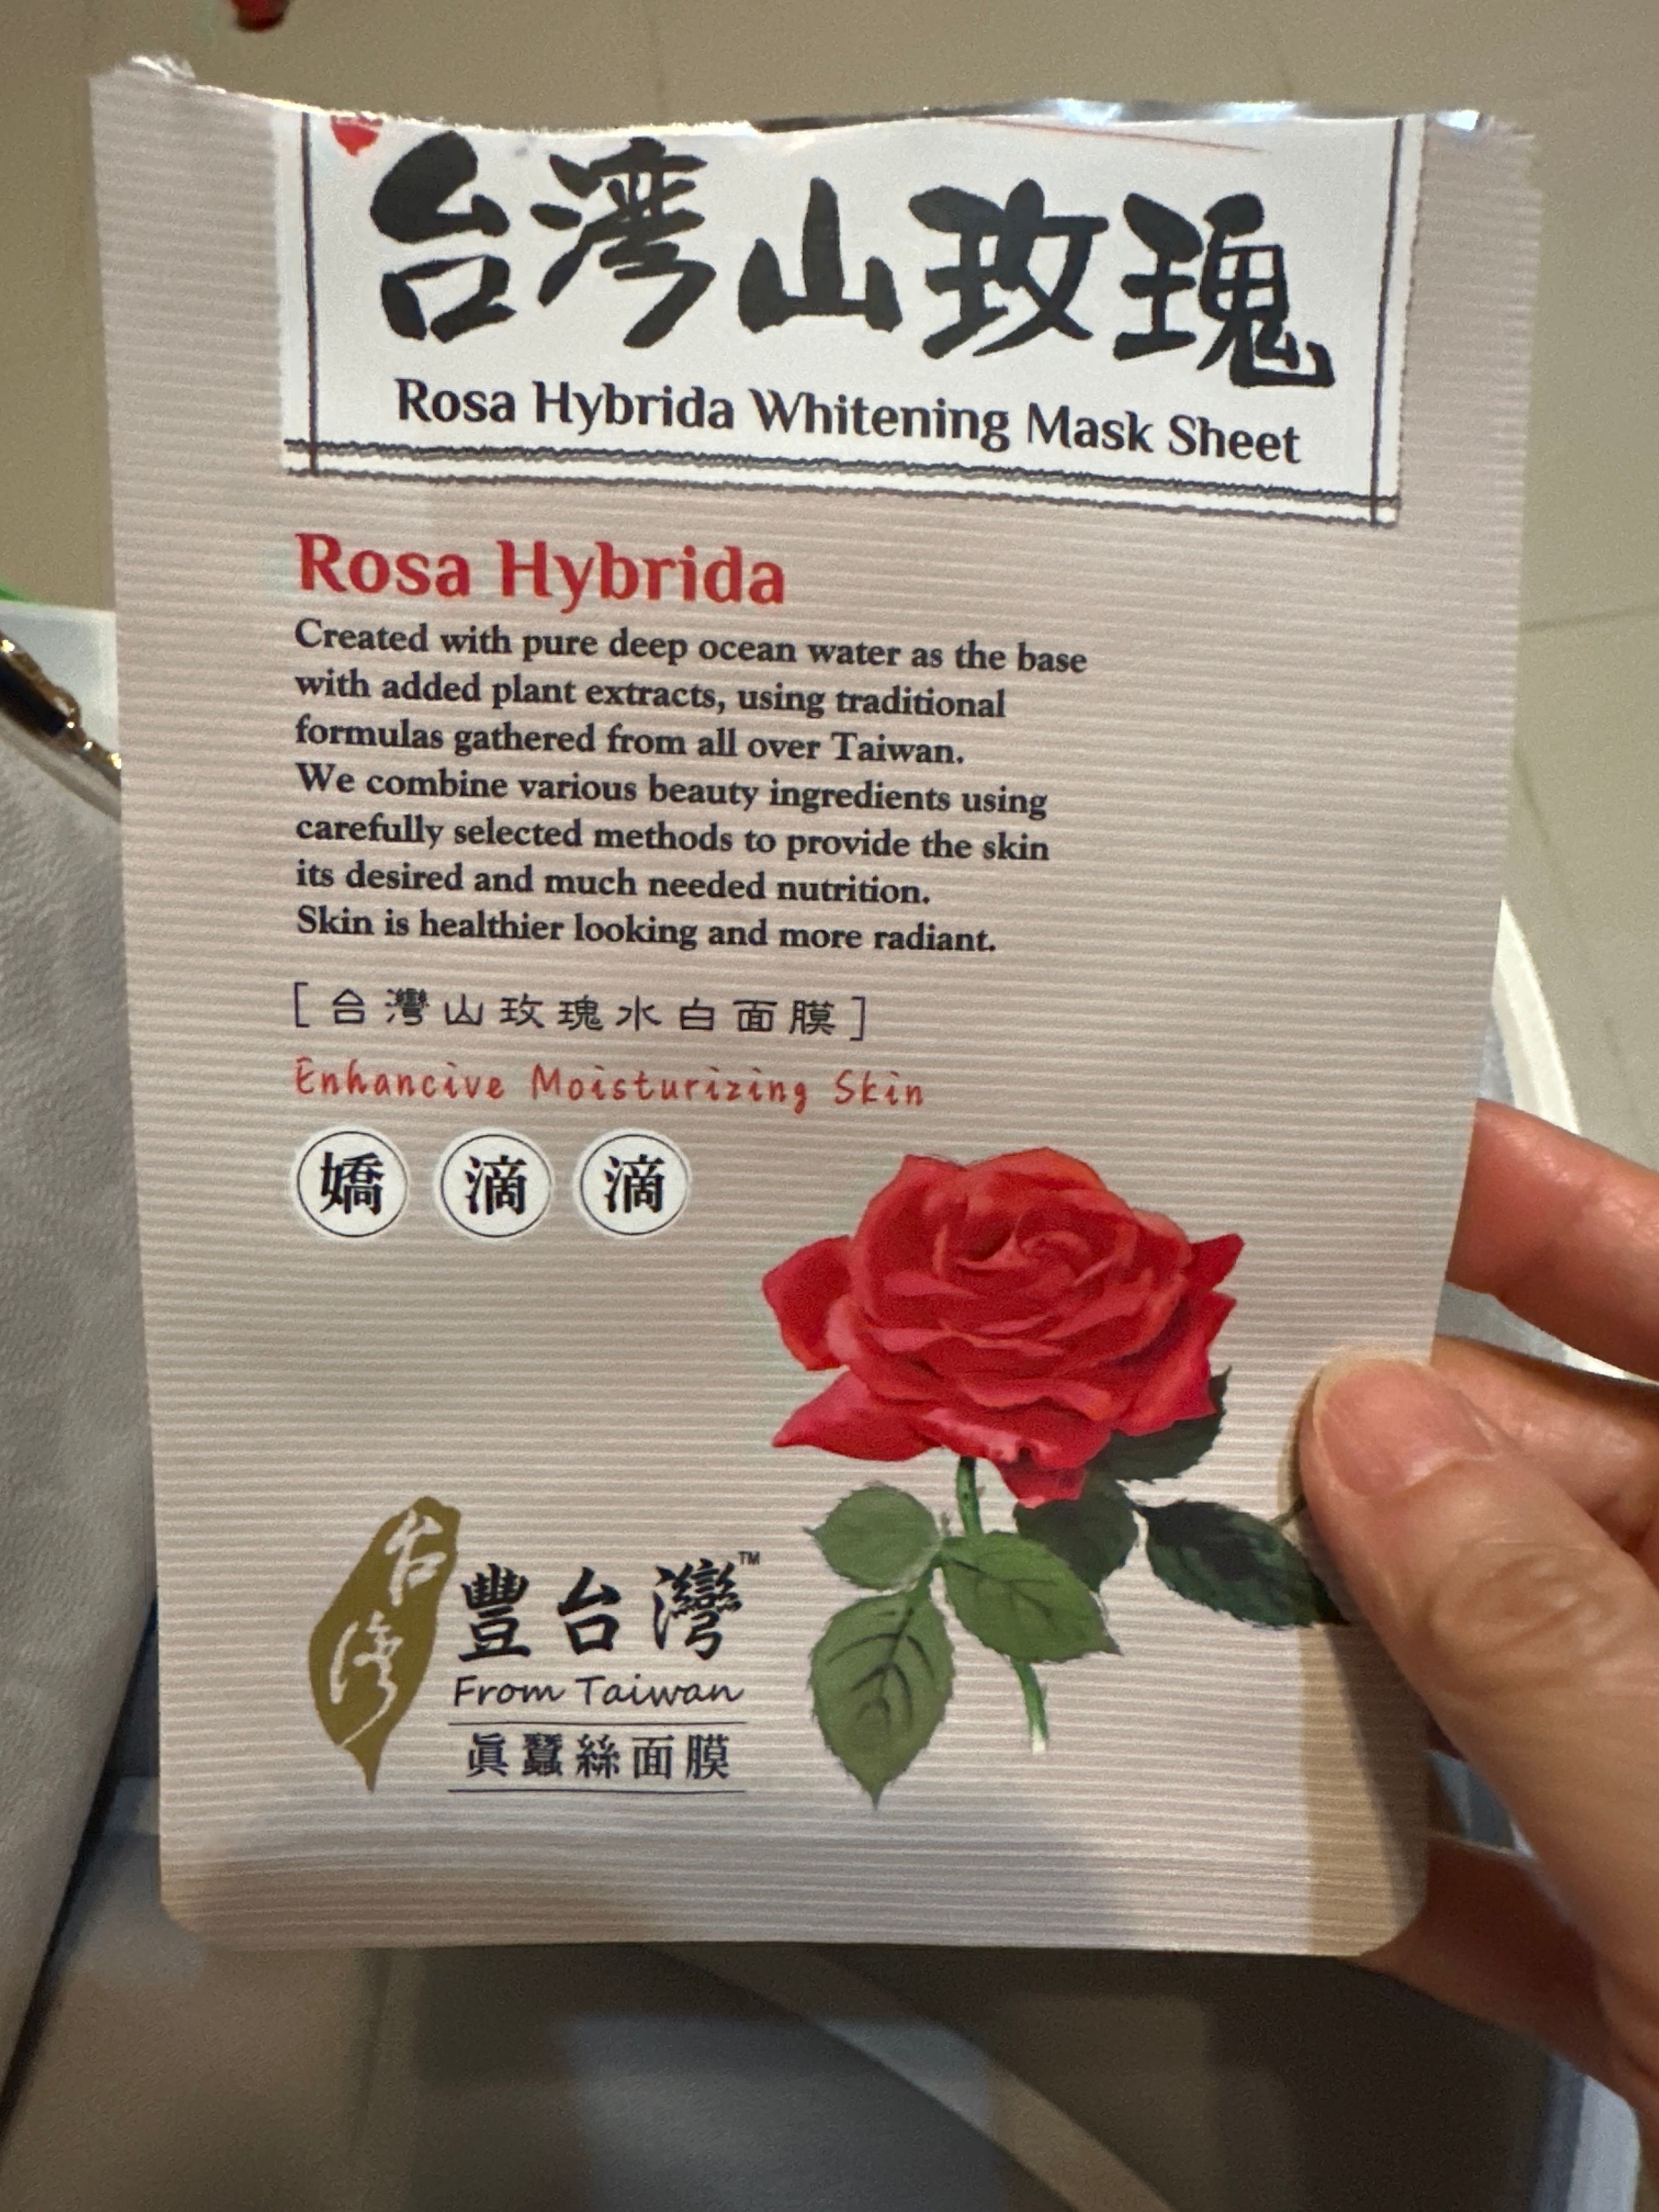 台灣山玫瑰
Rosa Hybrida Whitening Mask Sheet
Rosa Hybrida
Created with pure deep ocean water as the base
with added plant extracts, using traditional
formulas gathered from all over Taiwan.
We combine various beauty ingredients using
carefully selected methods to provide the skin
its desired and much needed nutrition.
Skin is healthier looking and more radiant.
[台灣山玫瑰水白面膜]
Enhancive Moisturizing Skin
嬌滴滴
台灣
豐台灣™
From Taiwan
眞蠶絲面膜